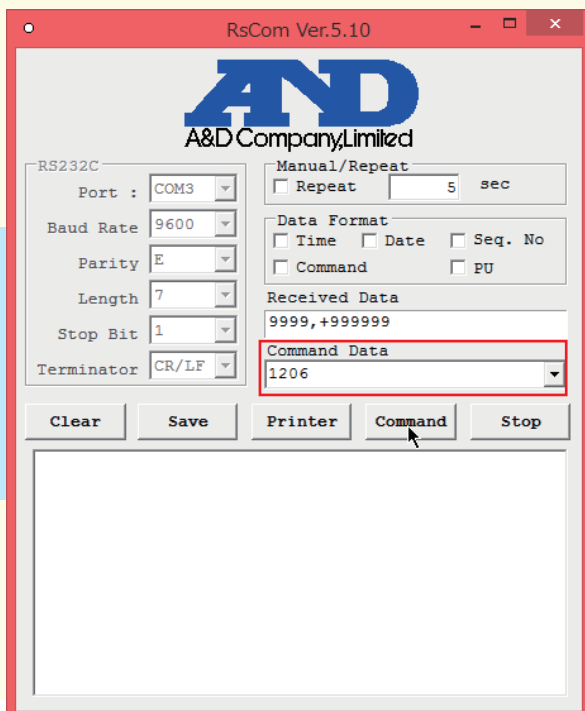 RsCom Ver.5.10
AND
A&D Company,Limited
RS232C
Port : COM3
Baud Rate 9600
Parity E
Length 7
Stop Bit 1
Terminator CR/LF
Manual/Repeat
Repeat 5 sec
Data Format
Time Date Seq. No
Command PU
Received Data
9999,+999999
Command Data
1206
Clear Save Printer Command Stop